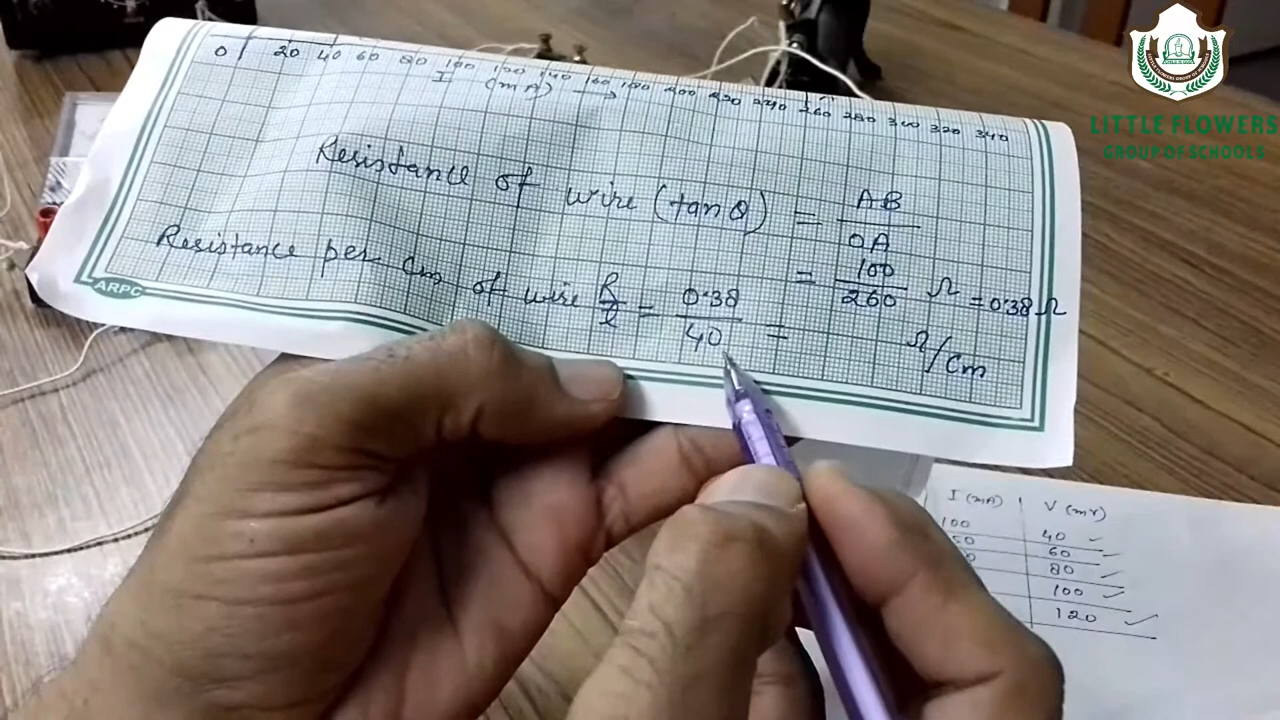 LITTLE FLOWERS
GROUP OF SCHOOLS
0 20 40 60 80 100 120 140 160 180 200 220 240 260 280 300 320 340
I (mA) →
Resistance of wire (tan θ) = AB / OA
= 100 / 260 Ω = 0.38 Ω
Resistance per cm of wire R / l = 0.38 / 40 = Ω/cm
ARPC
I (mA) V (mv)
100 40 ✓
50 60 ✓
80 ✓
100 ✓
120 ✓